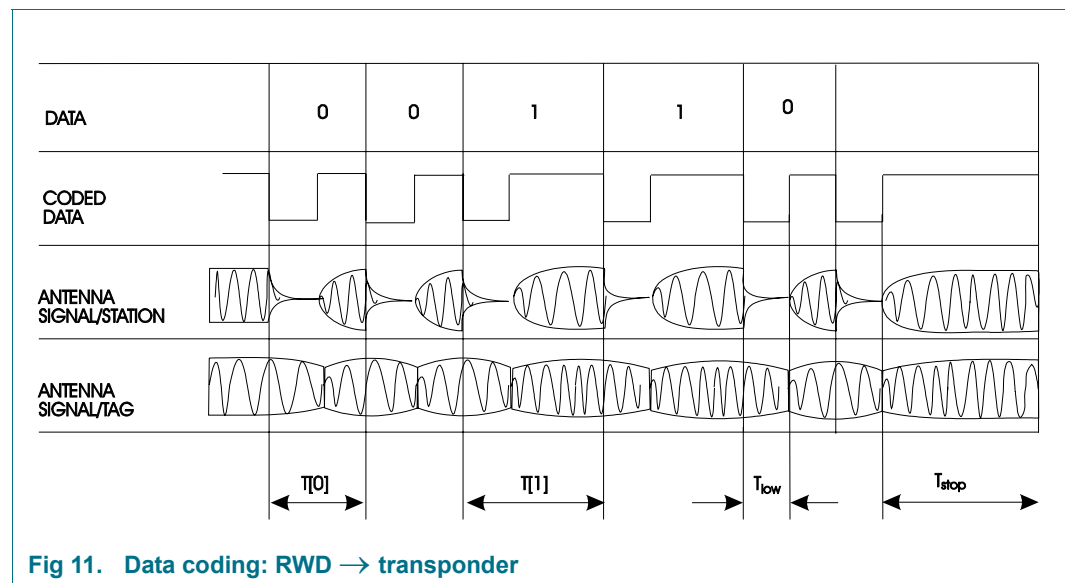 DATA
0 0 1 1 0
CODED
DATA
ANTENNA
SIGNAL/STATION
ANTENNA
SIGNAL/TAG
T[0] T[1] Tlow Tstop
Fig 11. Data coding: RWD → transponder